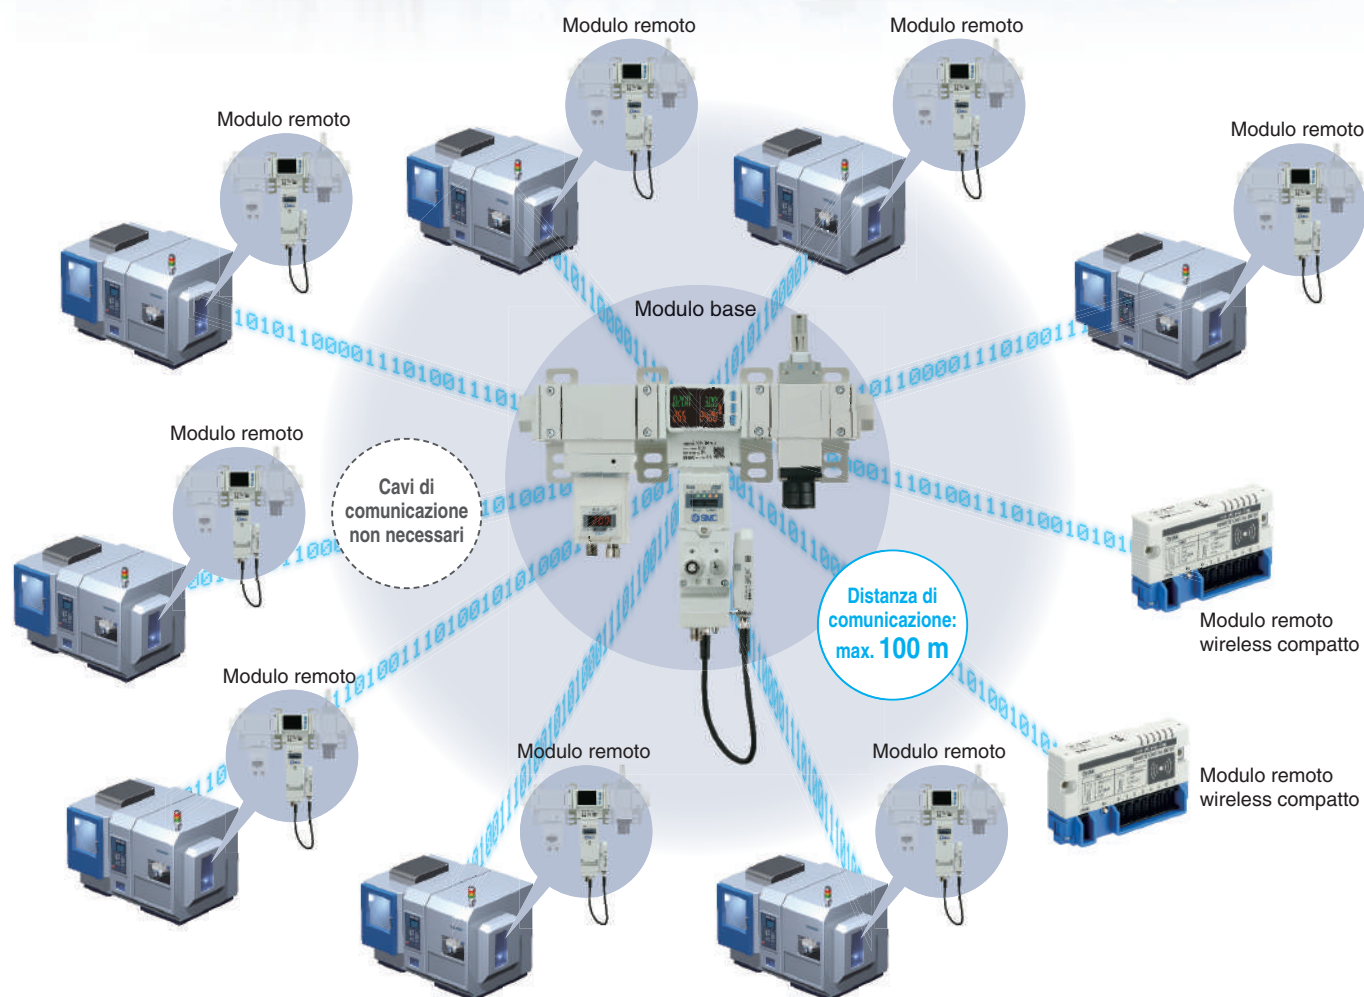 Modulo remoto
Modulo remoto
Modulo remoto
Modulo remoto
Modulo base
Modulo remoto
Cavi di
comunicazione
non necessari
Distanza di
comunicazione:
max. 100 m
Modulo remoto
wireless compatto
Modulo remoto
Modulo remoto
Modulo remoto
Modulo remoto
wireless compatto
SMC